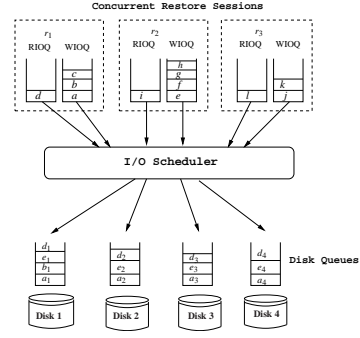 Concurrent Restore Sessions
r1 r2 r3
RIOQ WIOQ RIOQ WIOQ RIOQ WIOQ
h
c g
b f k
d a i e l j
I/O Scheduler
d1 d2 d3 d4
e1 e2 e3 e4
b1
a1 a2 a3 a4
Disk Queues
Disk 1 Disk 2 Disk 3 Disk 4